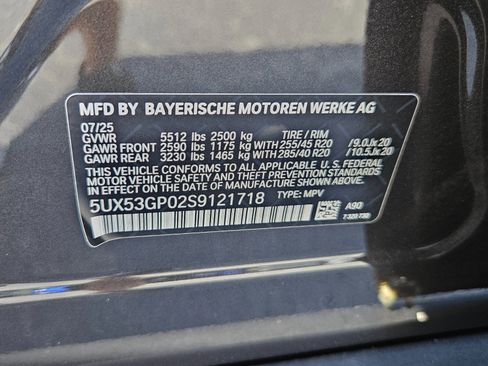 MFD BY BAYERISCHE MOTOREN WERKE AG
07/25
GVWR 5512 lbs 2500 kg TIRE / RIM
GAWR FRONT 2590 lbs 1175 kg WITH 255/45 R20 /9.0Jx20
GAWR REAR 3230 lbs 1465 kg WITH 285/40 R20 /10.5Jx20
THIS VEHICLE CONFORMS TO ALL APPLICABLE U. S. FEDERAL
MOTOR VEHICLE SAFETY, BUMPER, AND THEFT PREVENTION
STANDARDS IN EFFECT ON THE DATE OF MANUFACTURE SHOWN ABOVE.
5UX53GP02S9121718 TYPE: MPV
A90